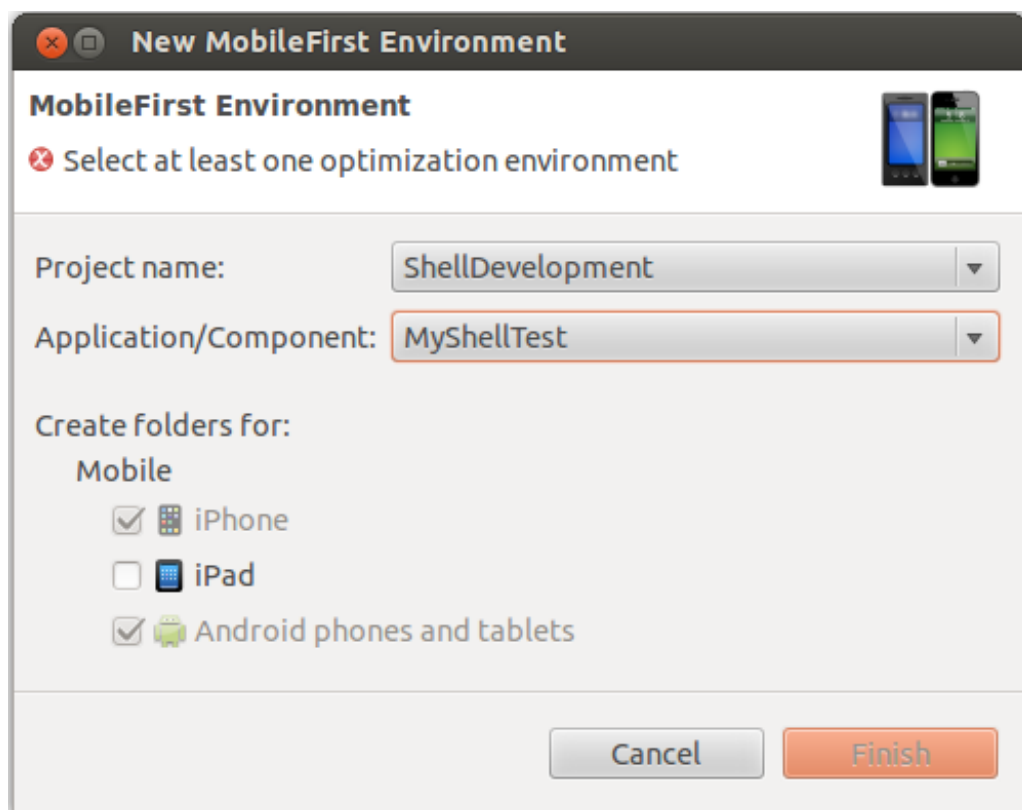 New MobileFirst Environment
MobileFirst Environment
Select at least one optimization environment
Project name: ShellDevelopment
Application/Component: MyShellTest
Create folders for:
Mobile
iPhone
iPad
Android phones and tablets
Cancel Finish